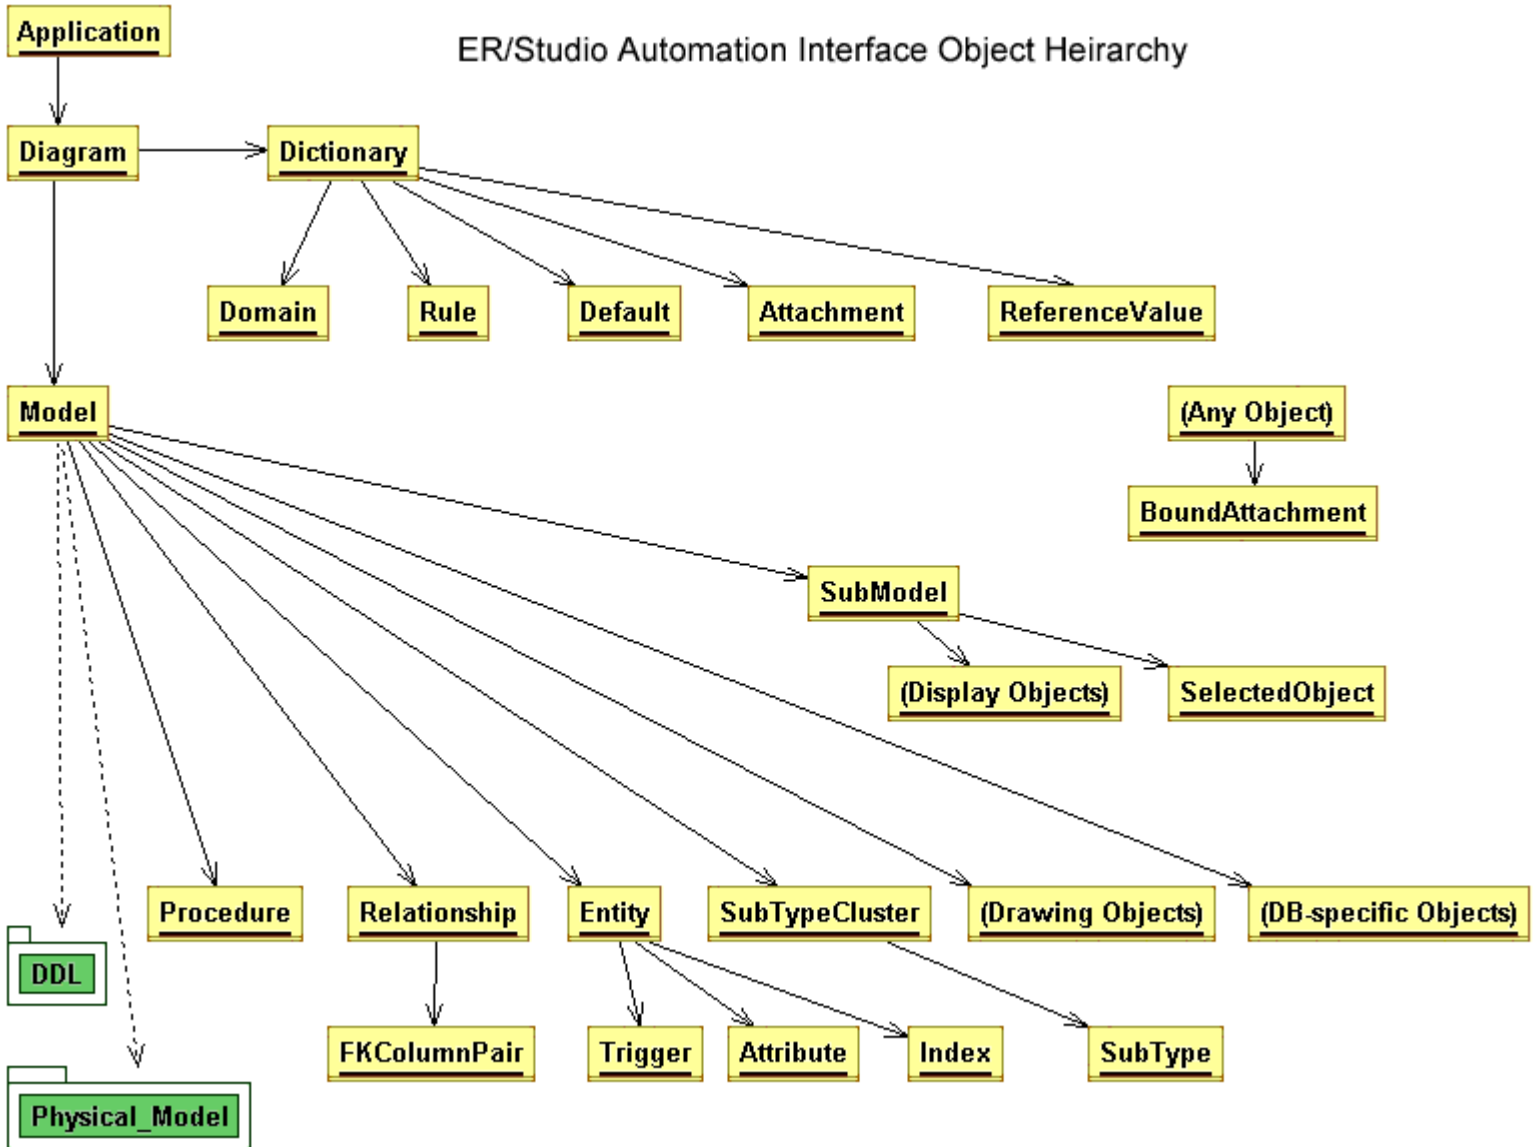 Application
ER/Studio Automation Interface Object Heirarchy
Diagram
Dictionary
Domain
Rule
Default
Attachment
ReferenceValue
Model
(Any Object)
BoundAttachment
SubModel
(Display Objects)
SelectedObject
Procedure
Relationship
Entity
SubTypeCluster
(Drawing Objects)
(DB-specific Objects)
DDL
FKColumnPair
Trigger
Attribute
Index
SubType
Physical_Model